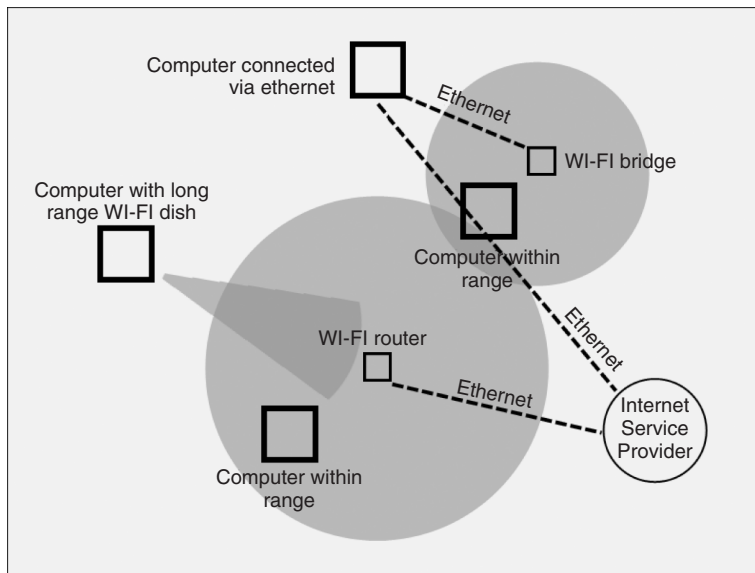 Computer connected
via ethernet
Ethernet
WI-FI bridge
Computer with long
range WI-FI dish
Computer within
range
Ethernet
WI-FI router
Ethernet
Internet
Service
Provider
Computer within
range